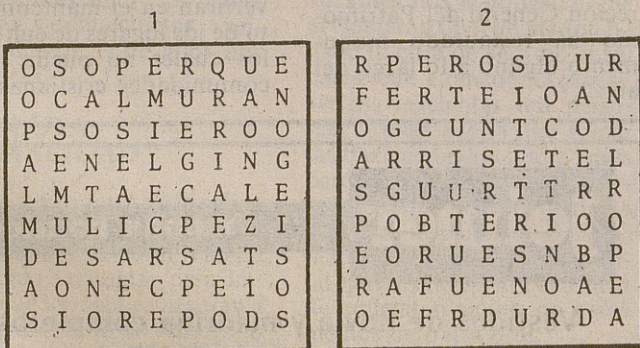 1
O S O P E R Q U E
O C A L M U R A N
P S O S I E R O O
A E N E L G I N G
L M T A E C A L E
M U L I C P E Z I
D E S A R S A T S
A O N E C P E I O
S I O R E P O D S
2
R P E R O S D U R
F E R T E I O A N
O G C U N T C O D
A R R I S E T E L
S G U U R T T R R
P O B T E R I O O
E O R U E S N B P
R A F U E N O A E
O E F R D U R D A